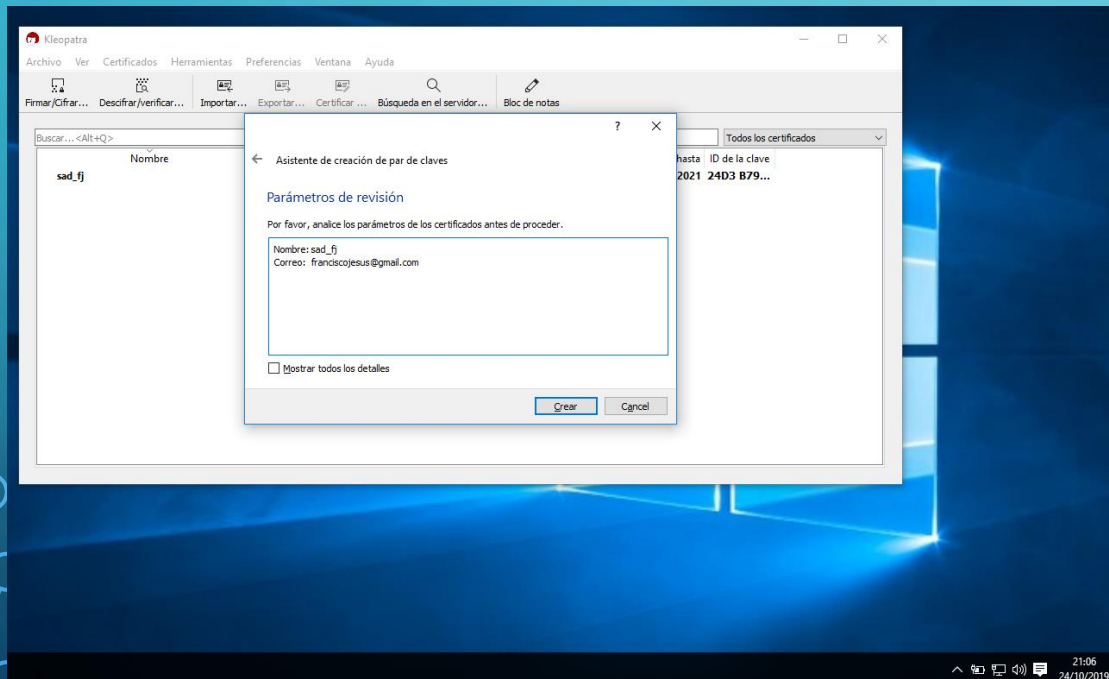 Kleopatra
Archivo Ver Certificados Herramientas Preferencias Ventana Ayuda
Firmar/Cifrar... Descifrar/verificar... Importar... Exportar... Certificar ... Búsqueda en el servidor... Bloc de notas
Buscar...<Alt+Q> Todos los certificados
Nombre hasta ID de la clave
sad_fj 2021 24D3 B79...
?
Asistente de creación de par de claves
Parámetros de revisión
Por favor, analice los parámetros de los certificados antes de proceder.
Nombre: sad_fj
Correo: franciscojesus@gmail.com
Mostrar todos los detalles
Crear Cancel
21:06
24/10/2019